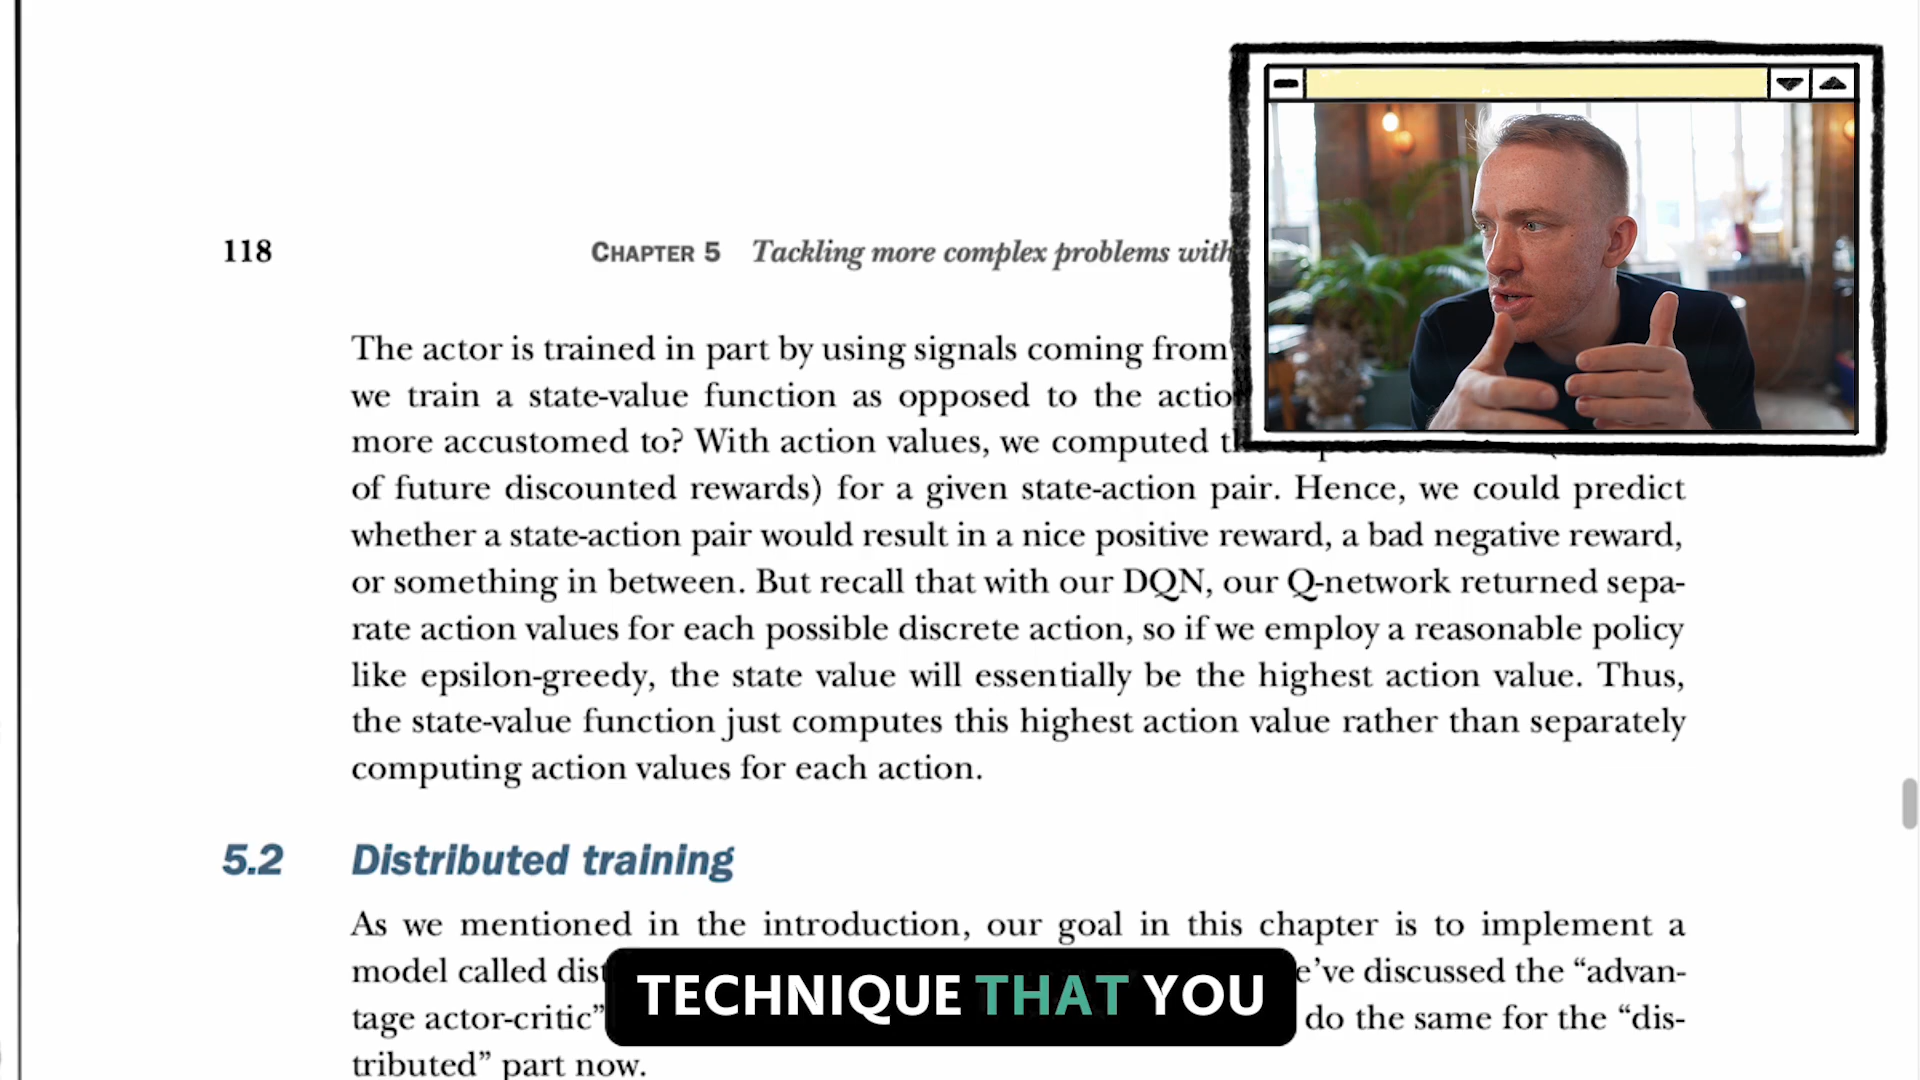 118 CHAPTER 5 Tackling more complex problems with
The actor is trained in part by using signals coming from
we train a state-value function as opposed to the actio
more accustomed to? With action values, we computed
of future discounted rewards) for a given state-action pair. Hence, we could predict
whether a state-action pair would result in a nice positive reward, a bad negative reward,
or something in between. But recall that with our DQN, our Q-network returned sepa-
rate action values for each possible discrete action, so if we employ a reasonable policy
like epsilon-greedy, the state value will essentially be the highest action value. Thus,
the state-value function just computes this highest action value rather than separately
computing action values for each action.
5.2 Distributed training
As we mentioned in the introduction, our goal in this chapter is to implement a
model called dist e’ve discussed the “advan-
tage actor-critic” do the same for the “dis-
tributed” part now.
TECHNIQUE THAT YOU